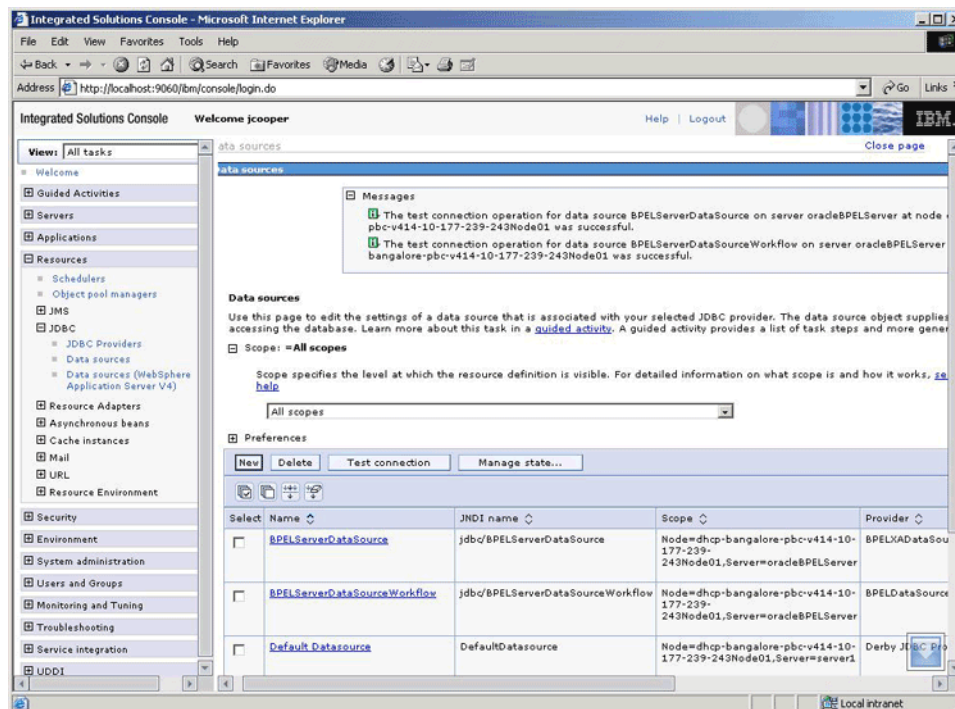 Integrated Solutions Console - Microsoft Internet Explorer
File Edit View Favorites Tools Help
Back Search Favorites Media
Address http://localhost:9060/ibm/console/login.do Go Links
Integrated Solutions Console Welcome jcooper Help | Logout IBM.
View: All tasks
Welcome
Guided Activities
Servers
Applications
Resources
Schedulers
Object pool managers
JMS
JDBC
JDBC Providers
Data sources
Data sources (WebSphere
Application Server V4)
Resource Adapters
Asynchronous beans
Cache instances
Mail
URL
Resource Environment
Security
Environment
System administration
Users and Groups
Monitoring and Tuning
Troubleshooting
Service integration
UDDI
ata sources Close page
ata sources
Messages
The test connection operation for data source BPELServerDataSource on server oracleBPELServer at node
pbc-v414-10-177-239-243Node01 was successful.
The test connection operation for data source BPELServerDataSourceWorkflow on server oracleBPELServer
bangalore-pbc-v414-10-177-239-243Node01 was successful.
Data sources
Use this page to edit the settings of a data source that is associated with your selected JDBC provider. The data source object supplies
accessing the database. Learn more about this task in a guided activity. A guided activity provides a list of task steps and more gener
Scope: =All scopes
Scope specifies the level at which the resource definition is visible. For detailed information on what scope is and how it works, se
help
All scopes
Preferences
New Delete Test connection Manage state...
Select Name JNDI name Scope Provider
BPELServerDataSource jdbc/BPELServerDataSource Node=dhcp-bangalore-pbc-v414-10-177-239-243Node01,Server=oracleBPELServer BPELXADataSou
BPELServerDataSourceWorkflow jdbc/BPELServerDataSourceWorkflow Node=dhcp-bangalore-pbc-v414-10-177-239-243Node01,Server=oracleBPELServer BPELDataSource
Default Datasource DefaultDatasource Node=dhcp-bangalore-pbc-v414-10-177-239-243Node01,Server=server1 Derby JDBC Pro
Local intranet